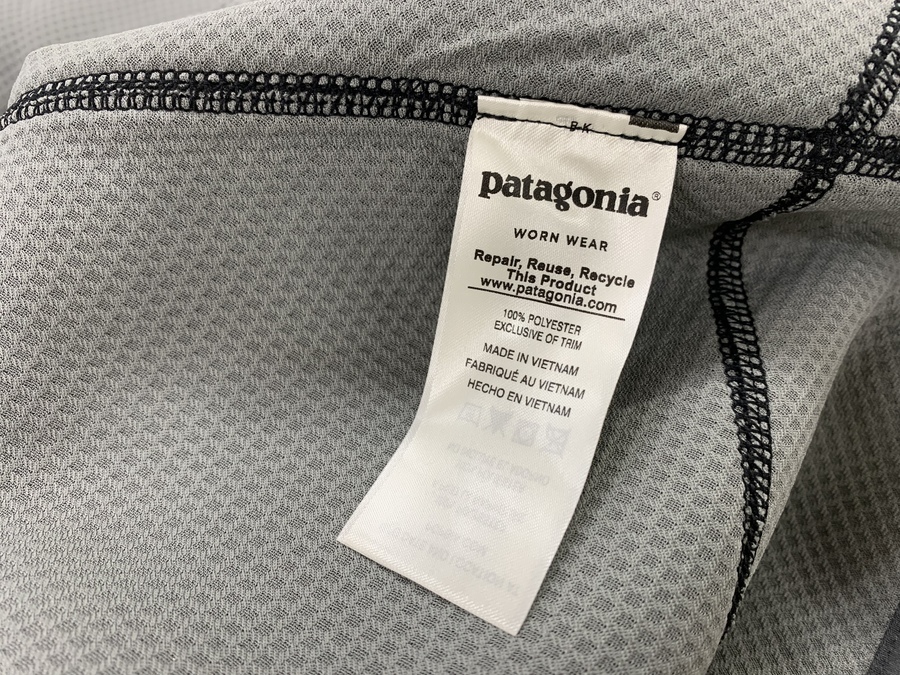 B-K
patagonia®
WORN WEAR
Repair, Reuse, Recycle
This Product
www.patagonia.com
100% POLYESTER
EXCLUSIVE OF TRIM
MADE IN VIETNAM
FABRIQUÉ AU VIETNAM
HECHO EN VIETNAM